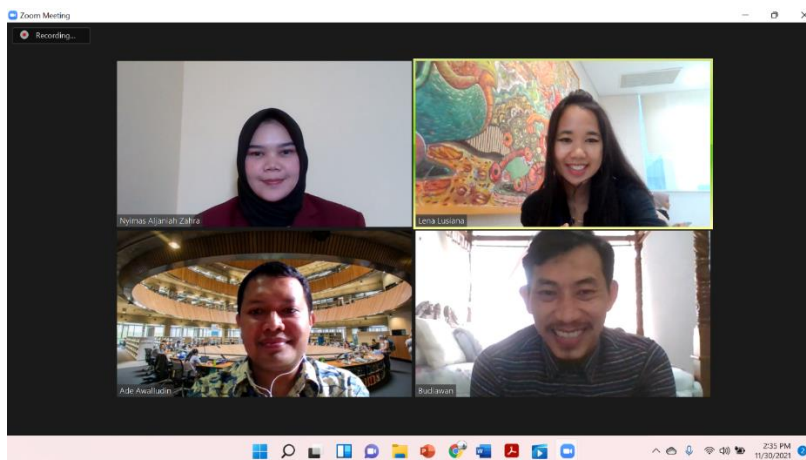 Zoom Meeting
Recording...
Nyimas Aljaniah Zahra
Lena Lusiana
Ade Awalludin
Budiawan
2:35 PM
11/30/2021